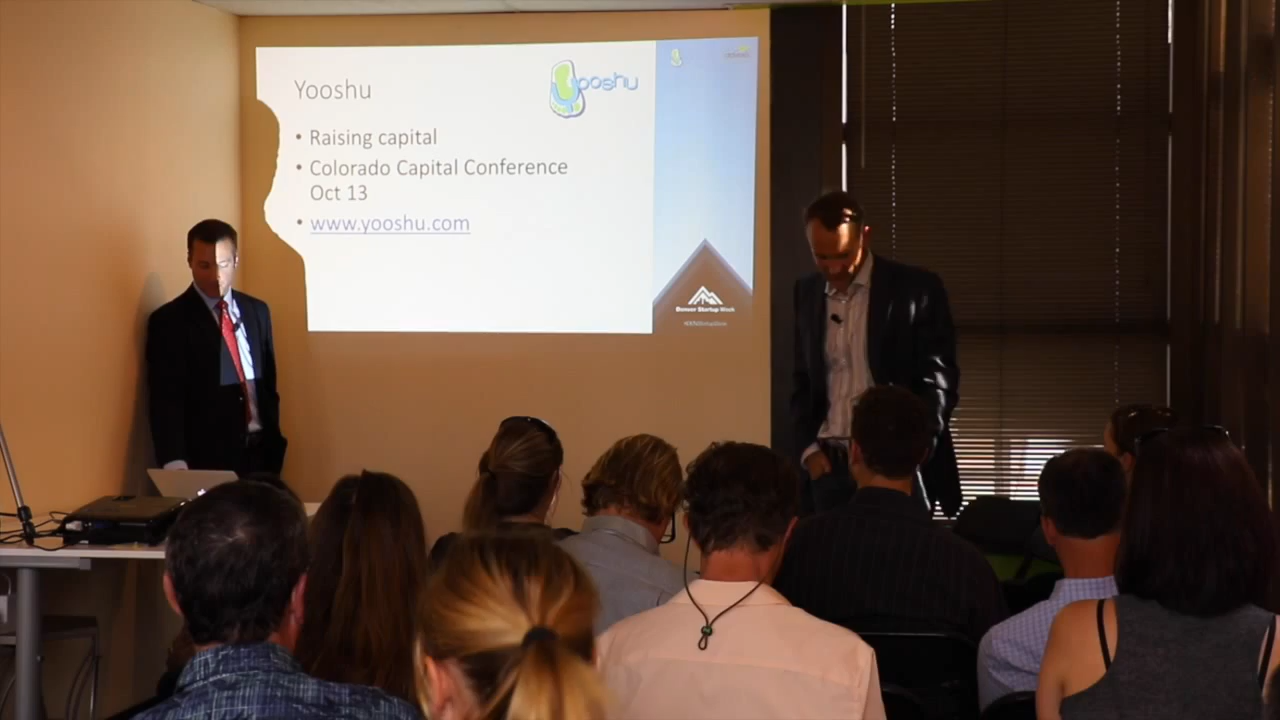 Yooshu
Yooshu
• Raising capital
• Colorado Capital Conference
Oct 13
• www.yooshu.com
Denver Startup Week